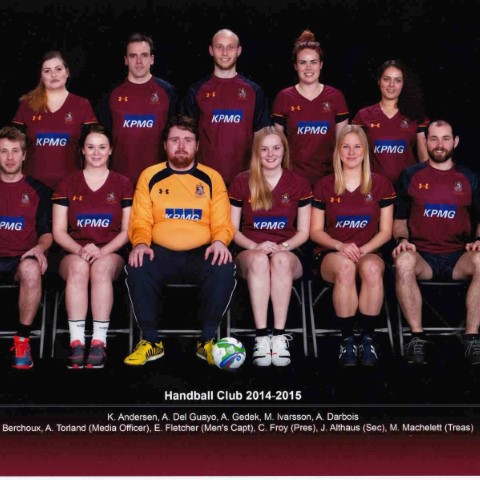 KPMG
KPMG
KPMG
KPMG
KPMG
KPMG
KPMG
KPMG
KPMG
KPMG
KPMG
Handball Club 2014-2015
K. Andersen, A. Del Guayo, A. Gedek, M. Ivarsson, A. Darbois
Berchoux, A. Torland (Media Officer), E. Fletcher (Men's Capt), C. Froy (Pres), J. Althaus (Sec), M. Machelett (Treas)